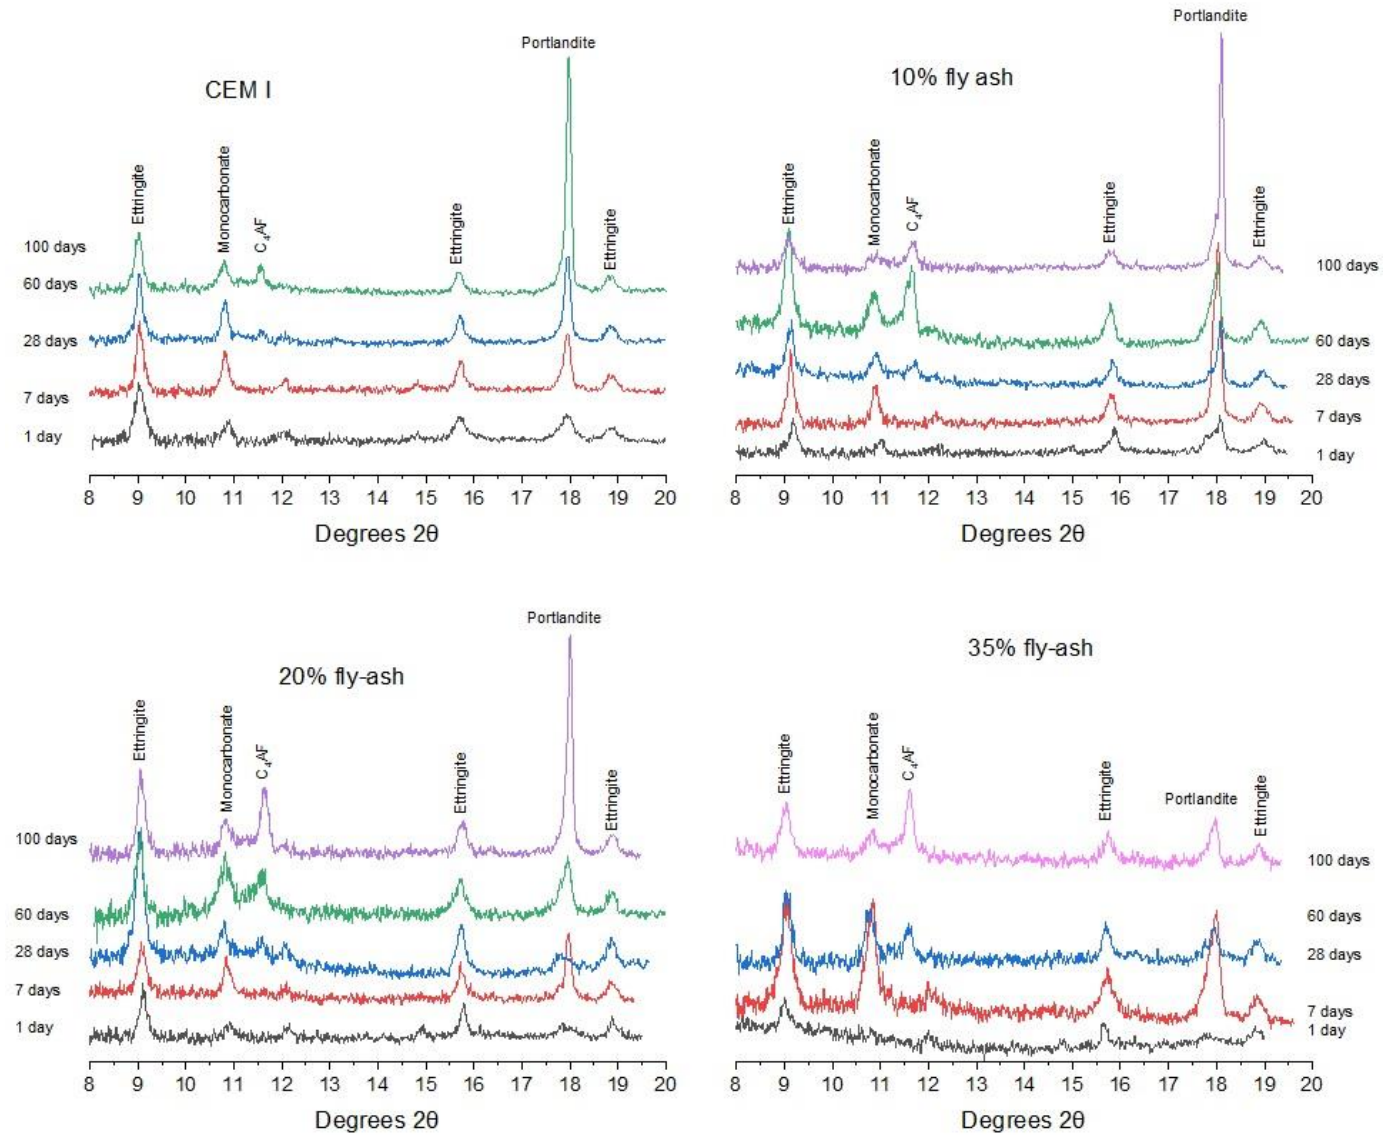 CEM I
Portlandite
Ettringite
Monocarbonate
C4AF
Ettringite
Ettringite
100 days
60 days
28 days
7 days
1 day
8 9 10 11 12 13 14 15 16 17 18 19 20
Degrees 2θ
10% fly ash
Portlandite
Ettringite
Monocarbonate
C4AF
Ettringite
Ettringite
100 days
60 days
28 days
7 days
1 day
8 9 10 11 12 13 14 15 16 17 18 19 20
Degrees 2θ
20% fly-ash
Portlandite
Ettringite
Monocarbonate
C4AF
Ettringite
Ettringite
100 days
60 days
28 days
7 days
1 day
8 9 10 11 12 13 14 15 16 17 18 19 20
Degrees 2θ
35% fly-ash
Ettringite
Monocarbonate
C4AF
Ettringite
Portlandite
Ettringite
100 days
60 days
28 days
7 days
1 day
8 9 10 11 12 13 14 15 16 17 18 19 20
Degrees 2θ